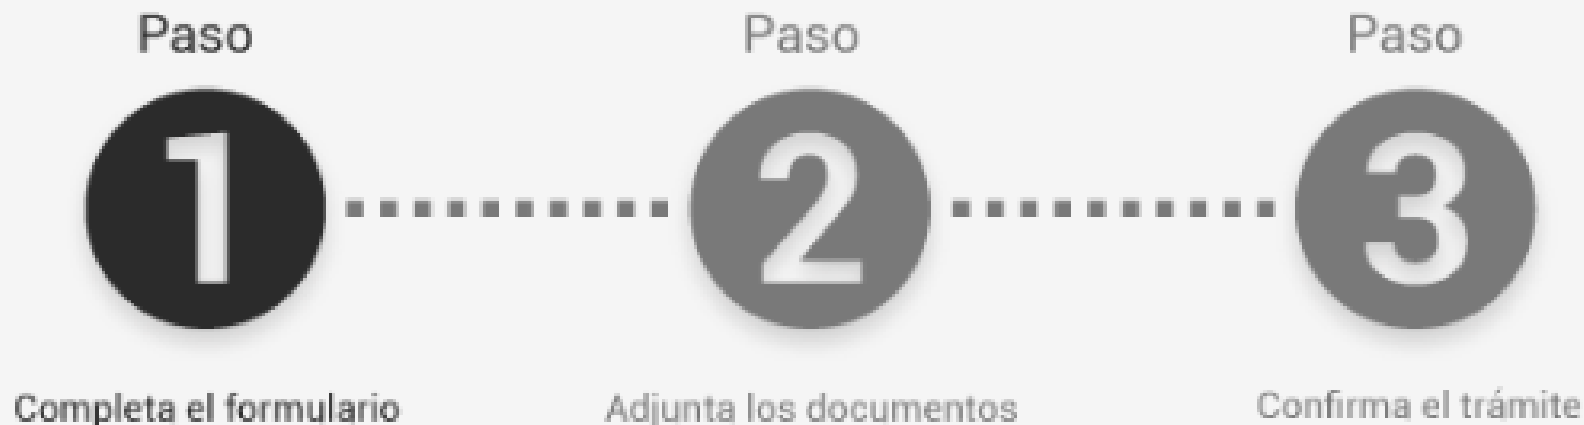 Paso
1
Completa el formulario
Paso
2
Adjunta los documentos
Paso
3
Confirma el trámite